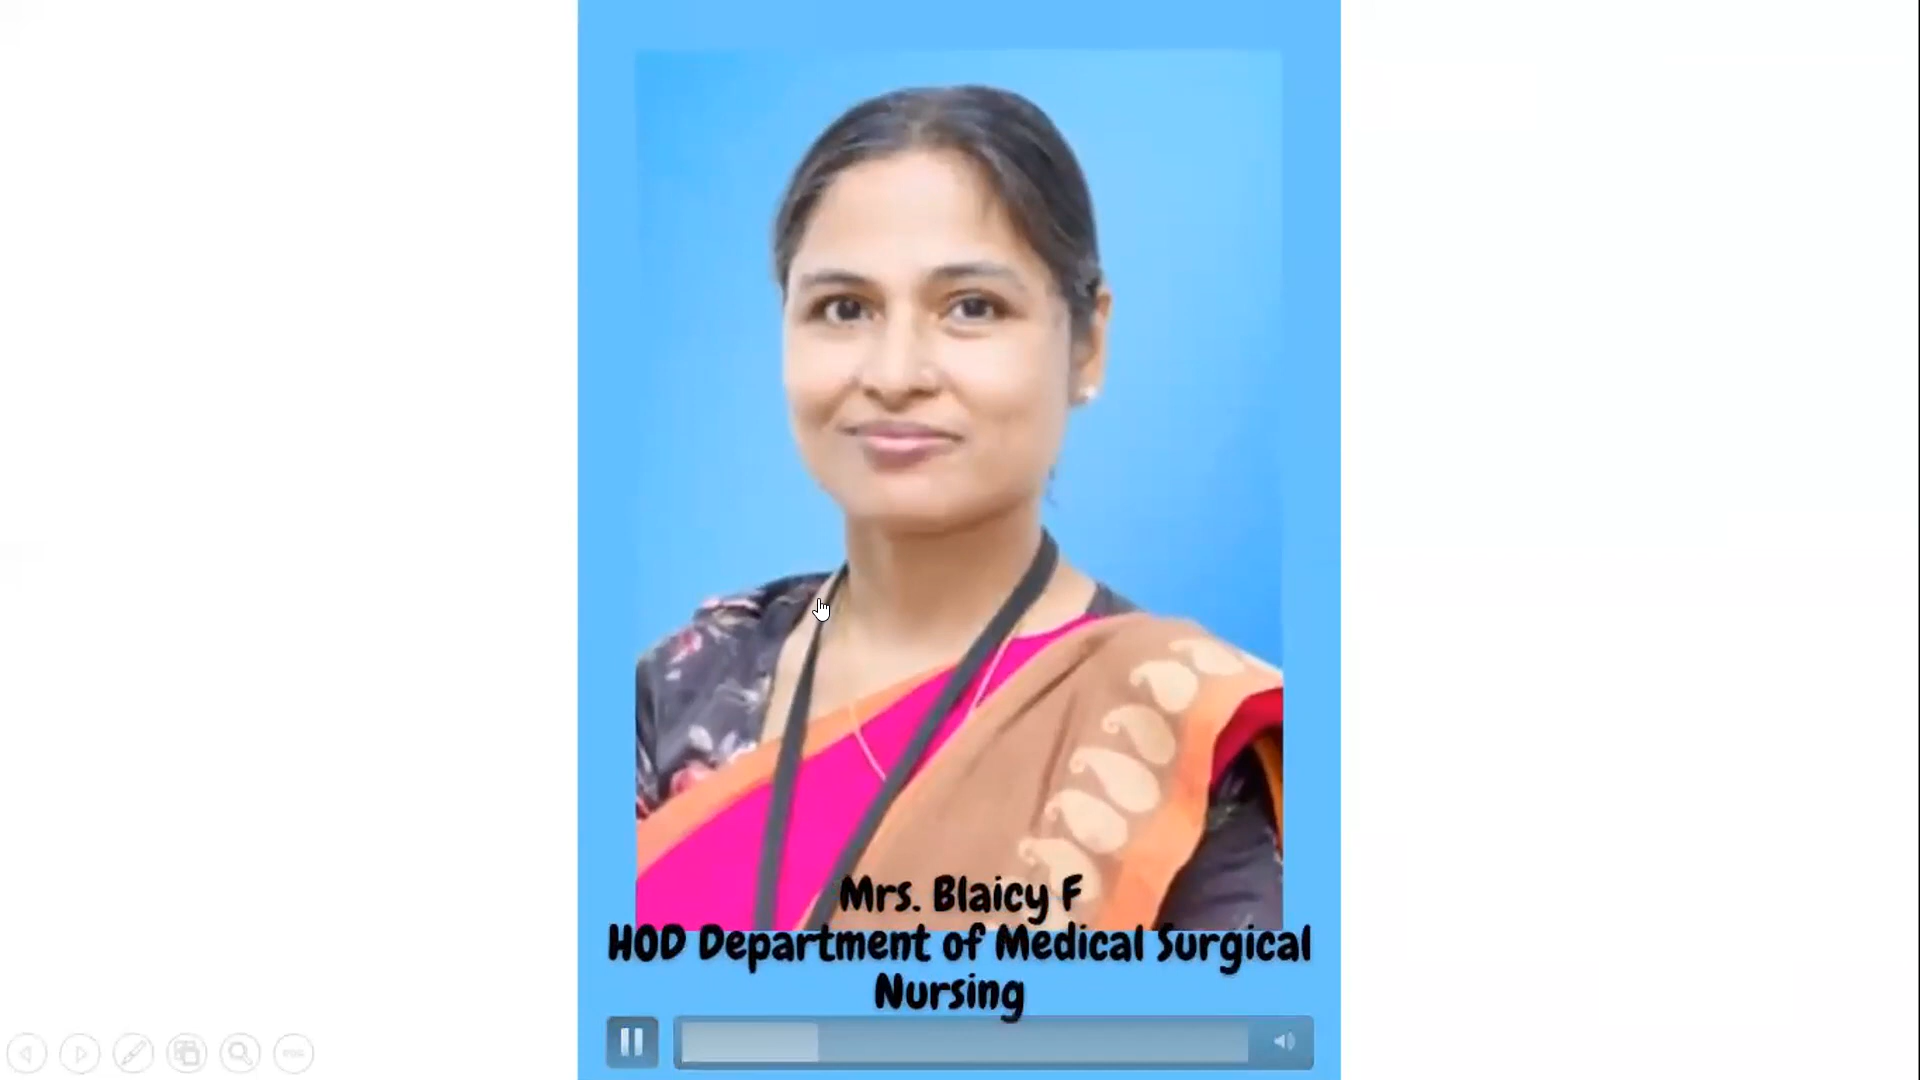 Mrs. Blaicy F
HOD Department of Medical Surgical
Nursing